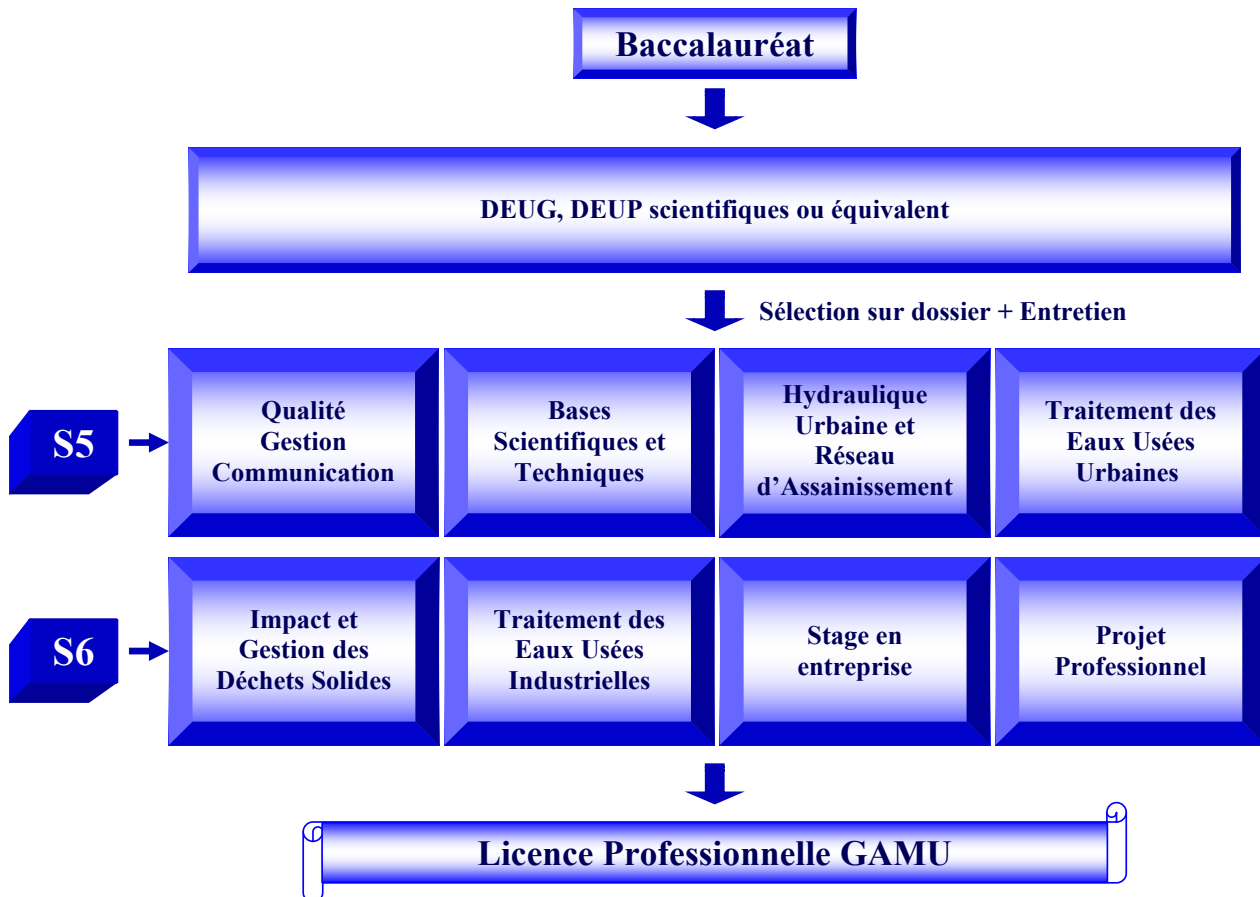 Baccalauréat
DEUG, DEUP scientifiques ou équivalent
Sélection sur dossier + Entretien
S5
Qualité
Gestion
Communication
Bases
Scientifiques et
Techniques
Hydraulique
Urbaine et
Réseau
d’Assainissement
Traitement des
Eaux Usées
Urbaines
S6
Impact et
Gestion des
Déchets Solides
Traitement des
Eaux Usées
Industrielles
Stage en
entreprise
Projet
Professionnel
Licence Professionnelle GAMU